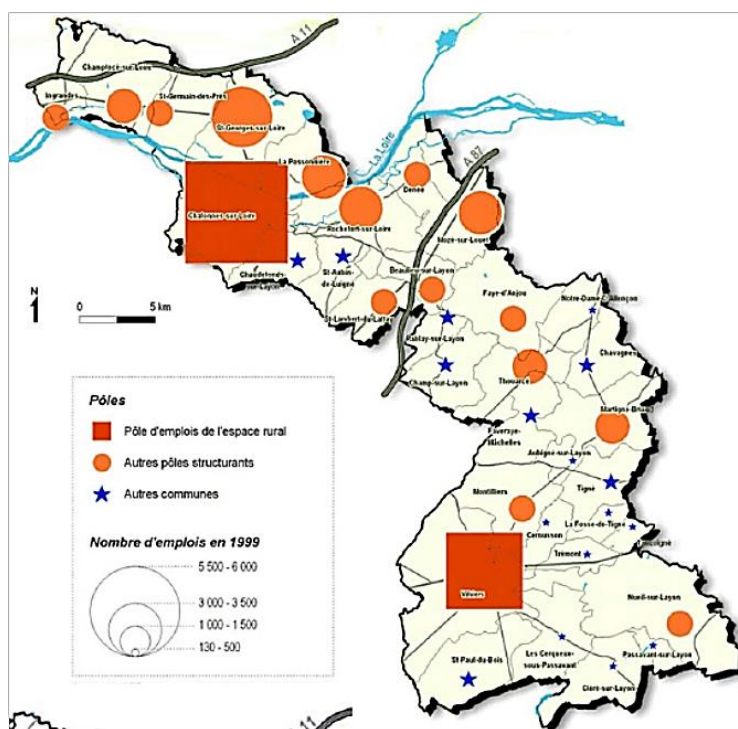 A 11
Champtocé-sur-Loire
Ingrandes
St-Germain-des-Prés
St-Georges-sur-Loire
La Loire
A 87
La Possonnière
Denée
Chalonnes-sur-Loire
Rochefort-sur-Loire
Mozé-sur-Louet
Chaudefonds-
sur-Layon
St-Aubin-
de-Luigné
Beaulieu-sur-Layon
St-Lambert-du-Lattay
Faye-d'Anjou
Notre-Dame-d'Allençon
Rablay-sur-Layon
Chavagnes
Champ-sur-Layon
Thouarcé
Martigné-Briand
Faveraye-
Machelles
Aubigné-sur-Layon
Tigné
Montilliers
La Fosse-de-Tigné
Cernusson
Trémont
Vihiers
Nueil-sur-Layon
St-Paul-du-Bois
Les Cerqueux-
sous-Passavant
Passavant-sur-Layon
Cléré-sur-Layon
N
0 5 km
Pôles
Pôle d'emplois de l'espace rural
Autres pôles structurants
Autres communes
Nombre d'emplois en 1999
5 500 - 6 000
3 000 - 3 500
1 000 - 1 500
130 - 500
11